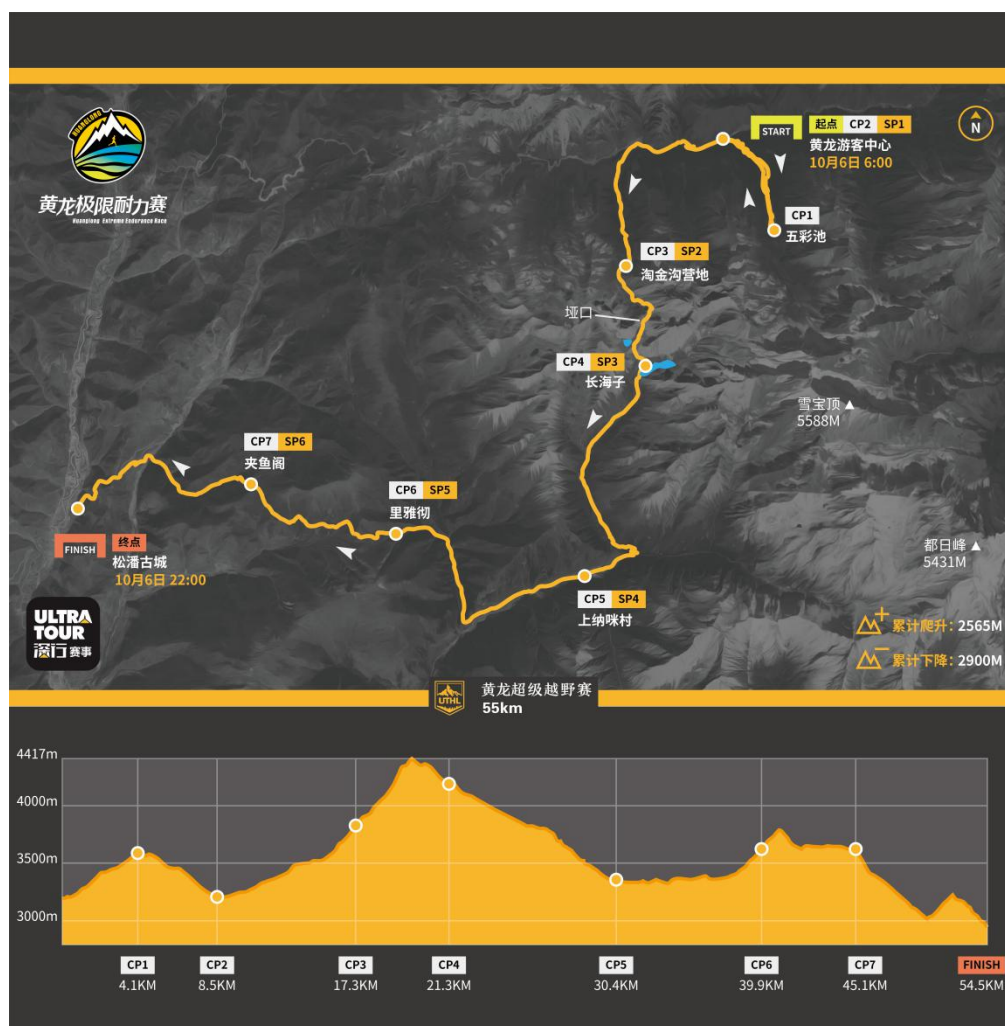 HUANGLONG
黄龙极限耐力赛
Huanglong Extreme Endurance Race
N
START
起点 CP2 SP1
黄龙游客中心
10月6日 6:00
CP1
五彩池
CP3 SP2
淘金沟营地
垭口
CP4 SP3
长海子
雪宝顶
5588M
CP7 SP6
夹鱼阁
CP6 SP5
里雅彻
FINISH
终点
松潘古城
10月6日 22:00
都日峰
5431M
CP5 SP4
上纳咪村
ULTRA
TOUR
滂行赛事
累计爬升：2565M
累计下降：2900M
UTHL
黄龙超级越野赛
55km
4417m
4000m
3500m
3000m
CP1 CP2 CP3 CP4 CP5 CP6 CP7 FINISH
4.1KM 8.5KM 17.3KM 21.3KM 30.4KM 39.9KM 45.1KM 54.5KM